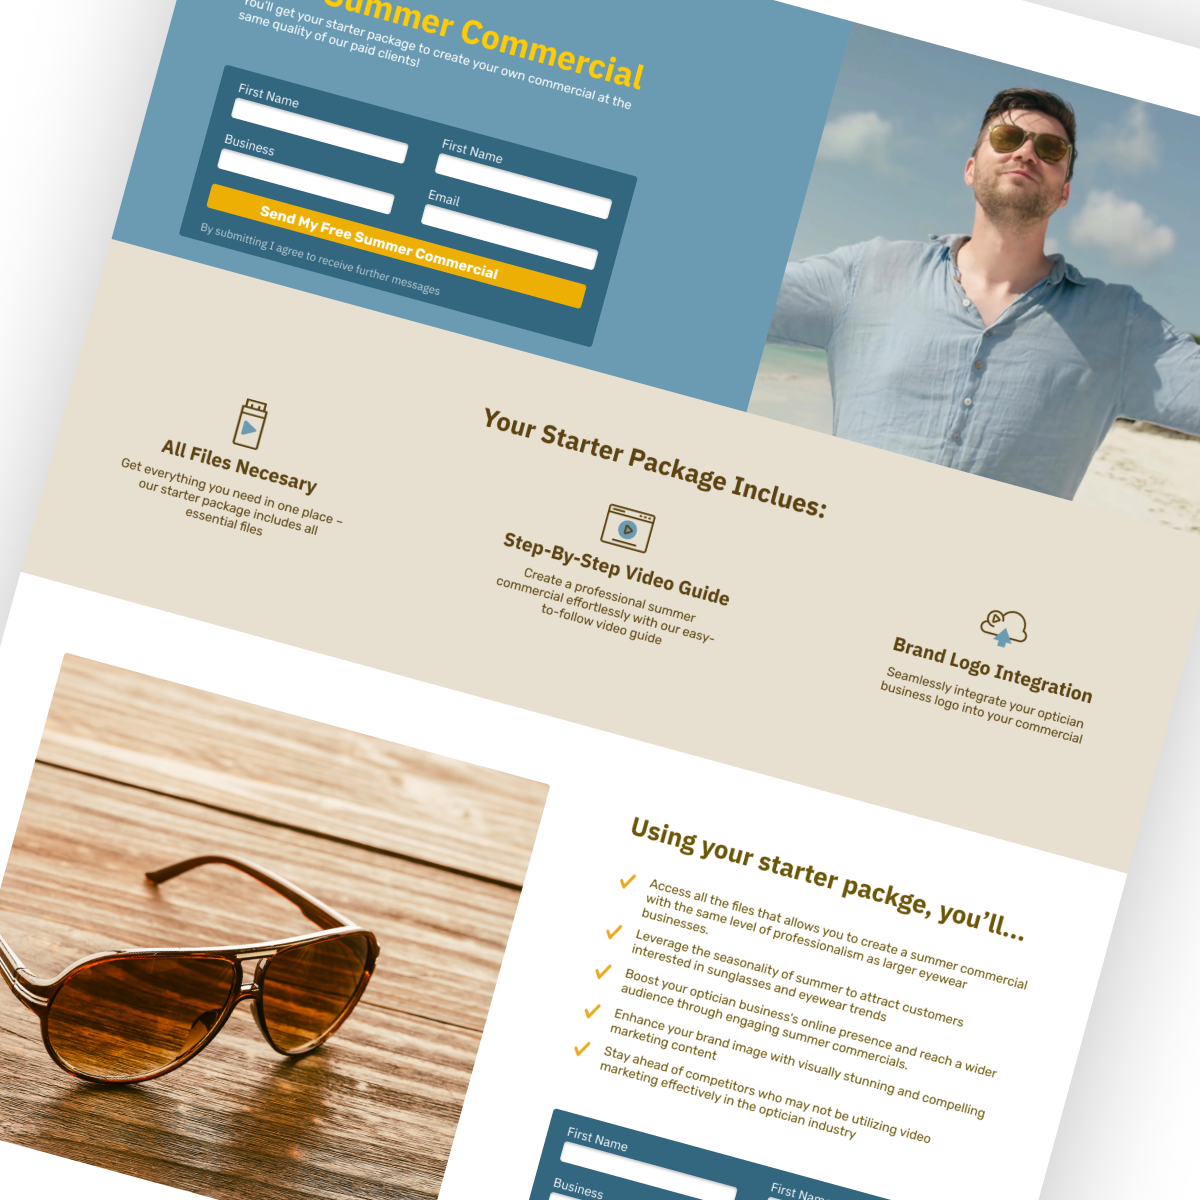 Summer Commercial
You'll get your starter package to create your own commercial at the
same quality of our paid clients!
First Name
First Name
Business
Email
Send My Free Summer Commercial
By submitting I agree to receive further messages
Your Starter Package Inclues:
All Files Necesary
Get everything you need in one place –
our starter package includes all
essential files
Step-By-Step Video Guide
Create a professional summer
commercial effortlessly with our easy-
to-follow video guide
Brand Logo Integration
Seamlessly integrate your optician
business logo into your commercial
Using your starter packge, you'll...
Access all the files that allows you to create a summer commercial
with the same level of professionalism as larger eyewear
businesses.
Leverage the seasonality of summer to attract customers
interested in sunglasses and eyewear trends
Boost your optician business's online presence and reach a wider
audience through engaging summer commercials.
Enhance your brand image with visually stunning and compelling
marketing content
Stay ahead of competitors who may not be utilizing video
marketing effectively in the optician industry
First Name
First Name
Business